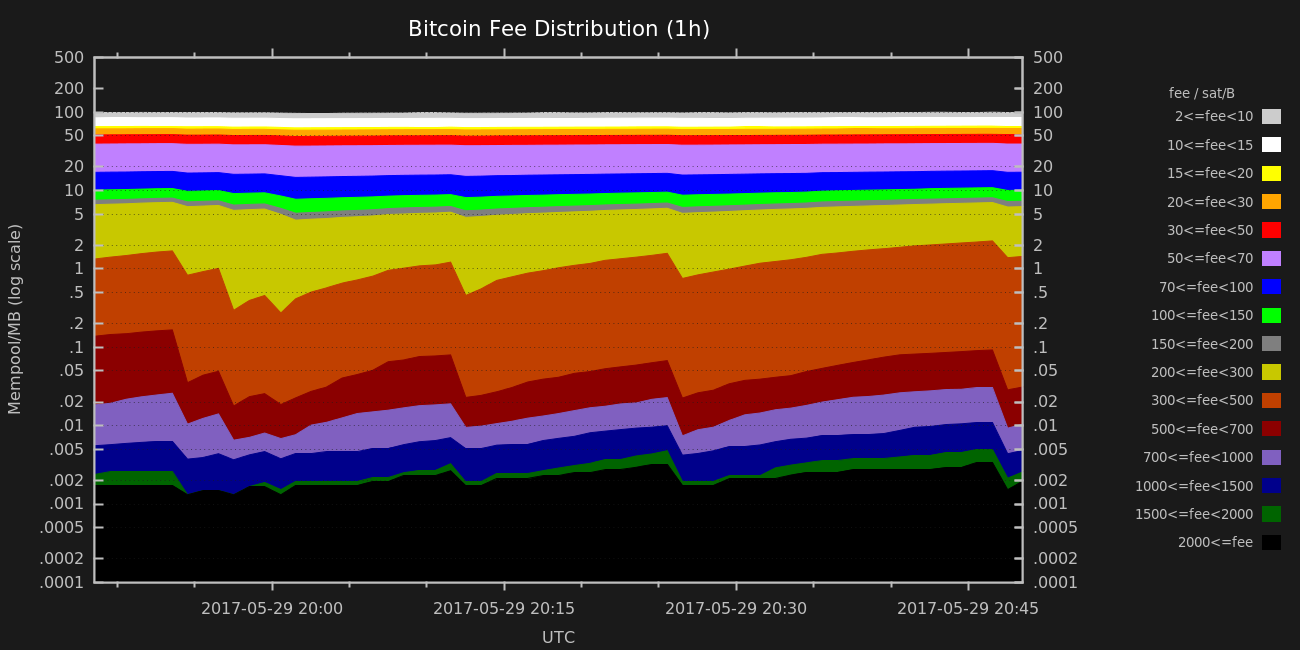 Bitcoin Fee Distribution (1h)
Mempool/MB (log scale)
500
200
100
50
20
10
5
2
1
.5
.2
.1
.05
.02
.01
.005
.002
.001
.0005
.0002
.0001
500
200
100
50
20
10
5
2
1
.5
.2
.1
.05
.02
.01
.005
.002
.001
.0005
.0002
.0001
2017-05-29 20:00 2017-05-29 20:15 2017-05-29 20:30 2017-05-29 20:45
UTC
fee / sat/B
2<=fee<10
10<=fee<15
15<=fee<20
20<=fee<30
30<=fee<50
50<=fee<70
70<=fee<100
100<=fee<150
150<=fee<200
200<=fee<300
300<=fee<500
500<=fee<700
700<=fee<1000
1000<=fee<1500
1500<=fee<2000
2000<=fee